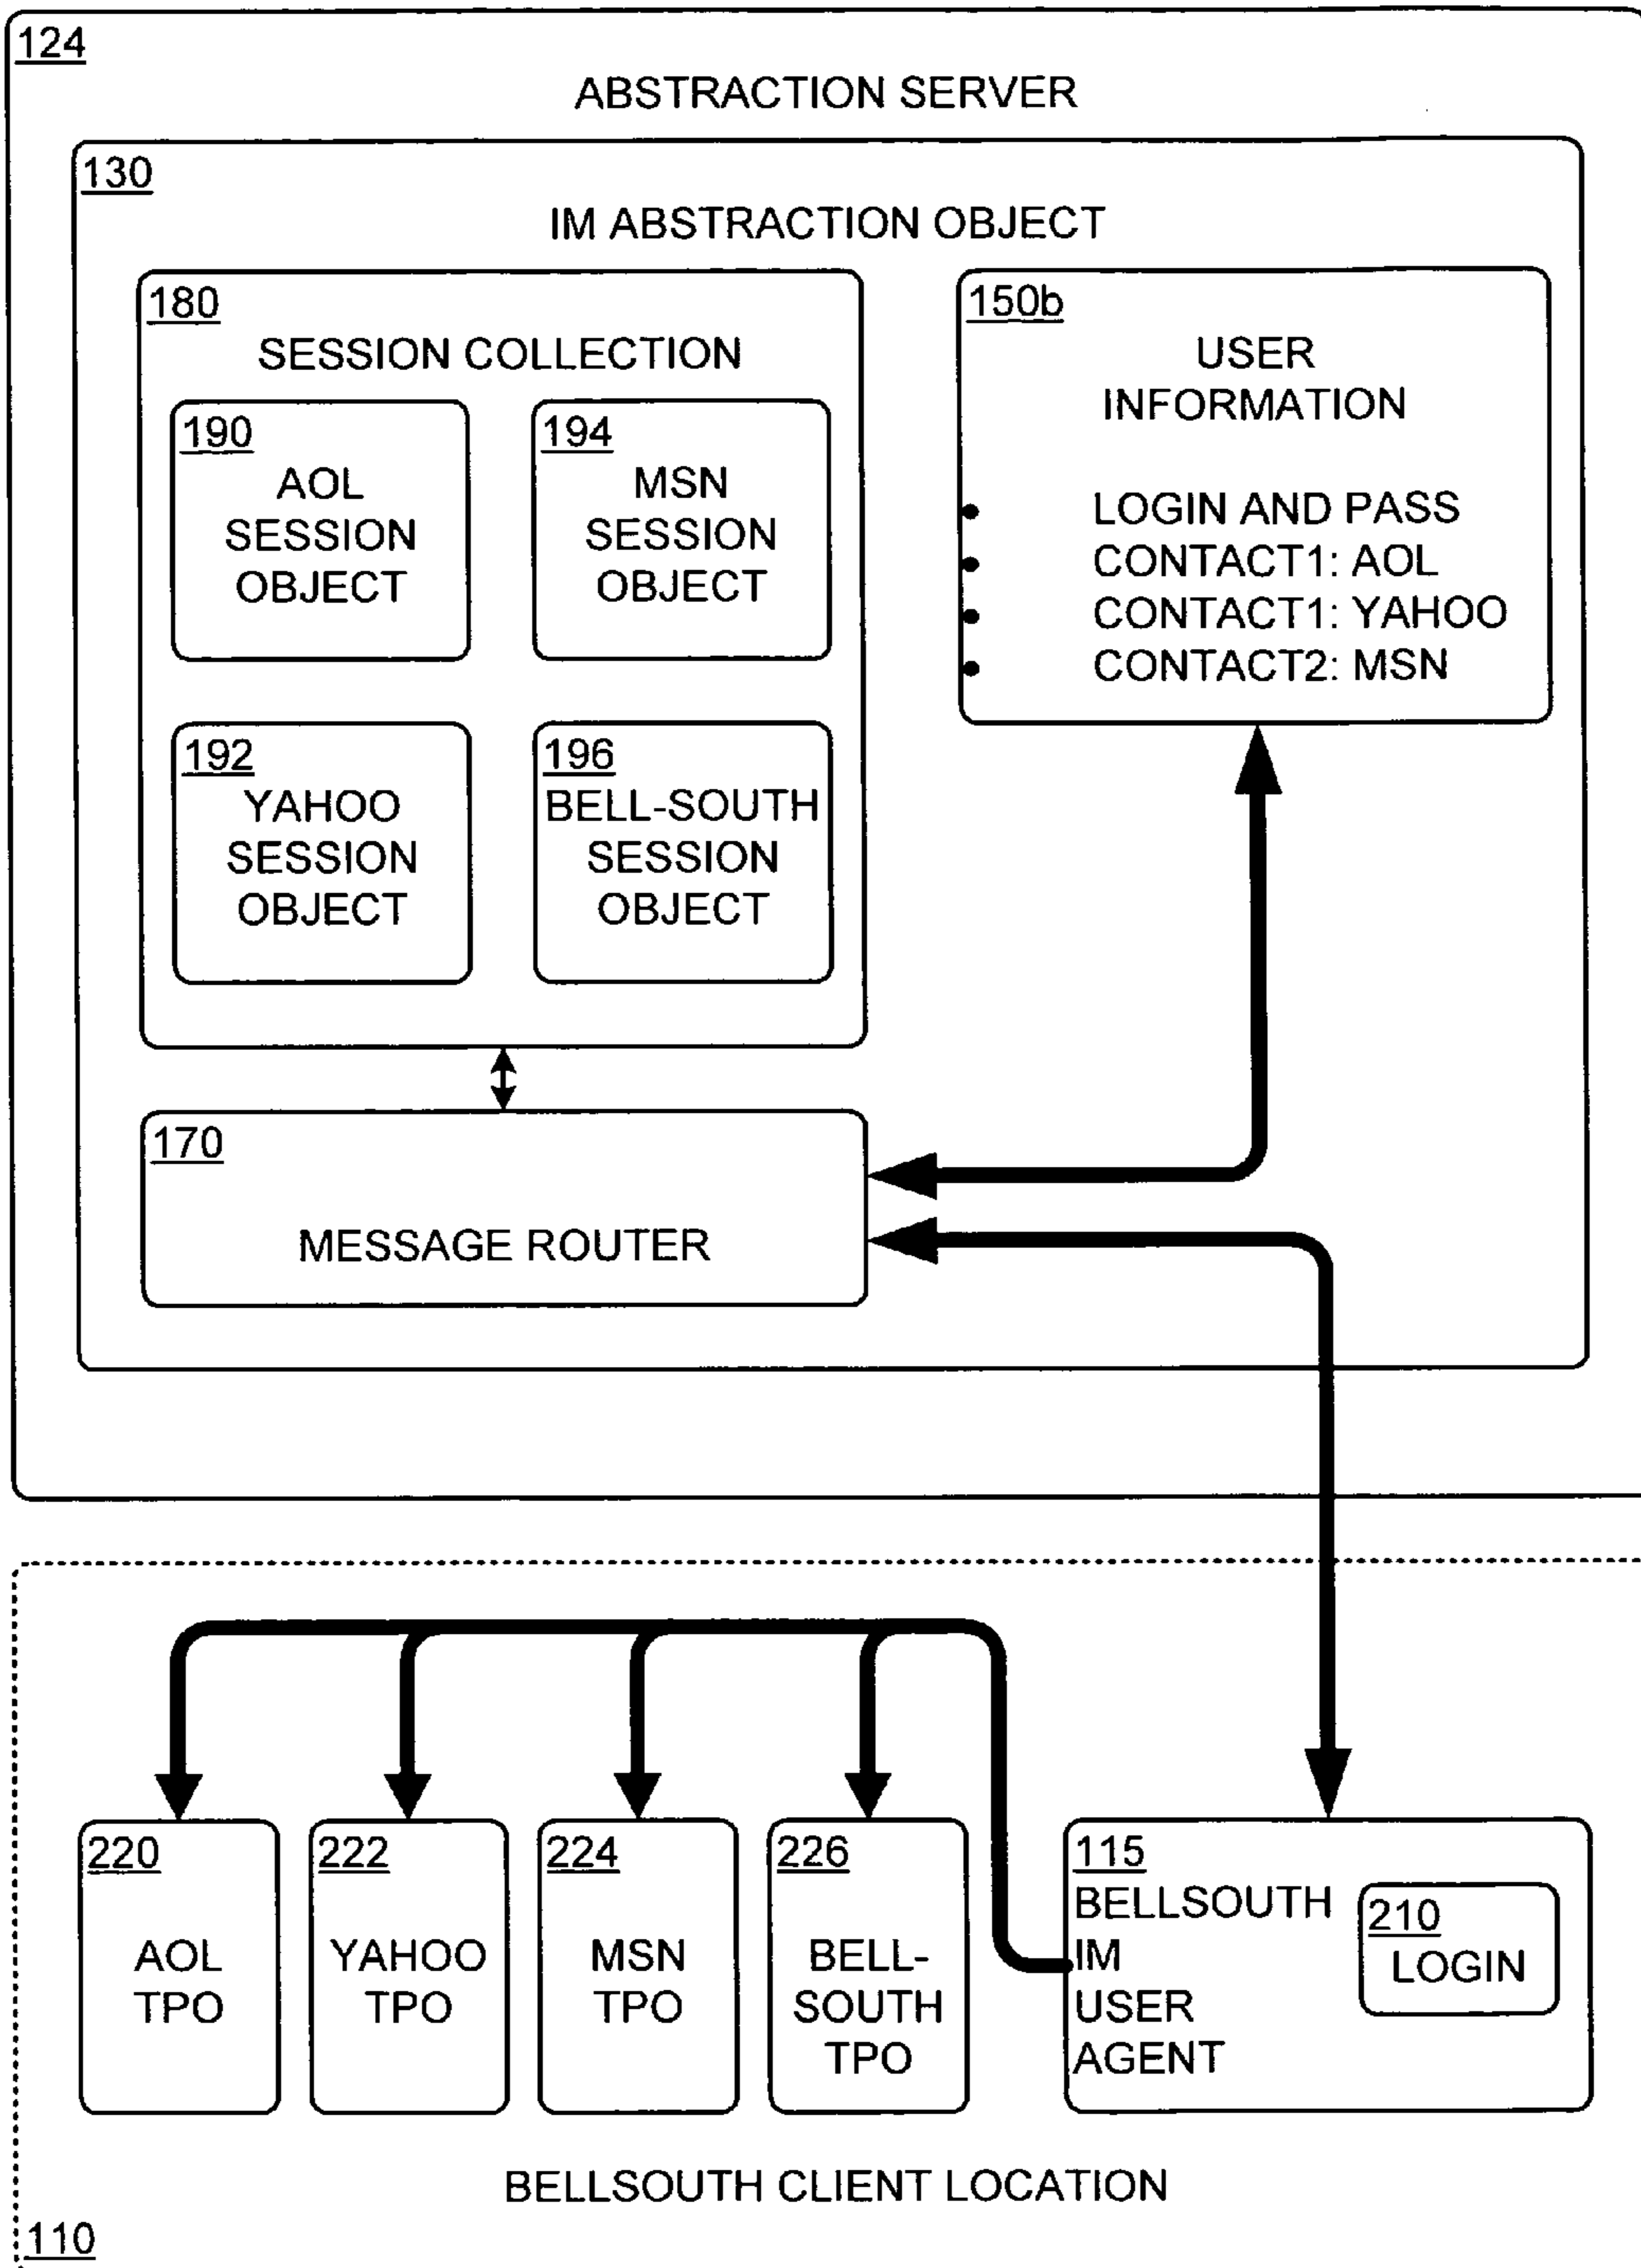 124
ABSTRACTION SERVER
130
IM ABSTRACTION OBJECT
180
SESSION COLLECTION
190
AOL
SESSION
OBJECT
194
MSN
SESSION
OBJECT
192
YAHOO
SESSION
OBJECT
196
BELL-SOUTH
SESSION
OBJECT
150b
USER
INFORMATION
• LOGIN AND PASS
• CONTACT1: AOL
• CONTACT1: YAHOO
• CONTACT2: MSN
170
MESSAGE ROUTER
220
AOL
TPO
222
YAHOO
TPO
224
MSN
TPO
226
BELL-
SOUTH
TPO
115
BELLSOUTH
IM
USER
AGENT
210
LOGIN
BELLSOUTH CLIENT LOCATION
110